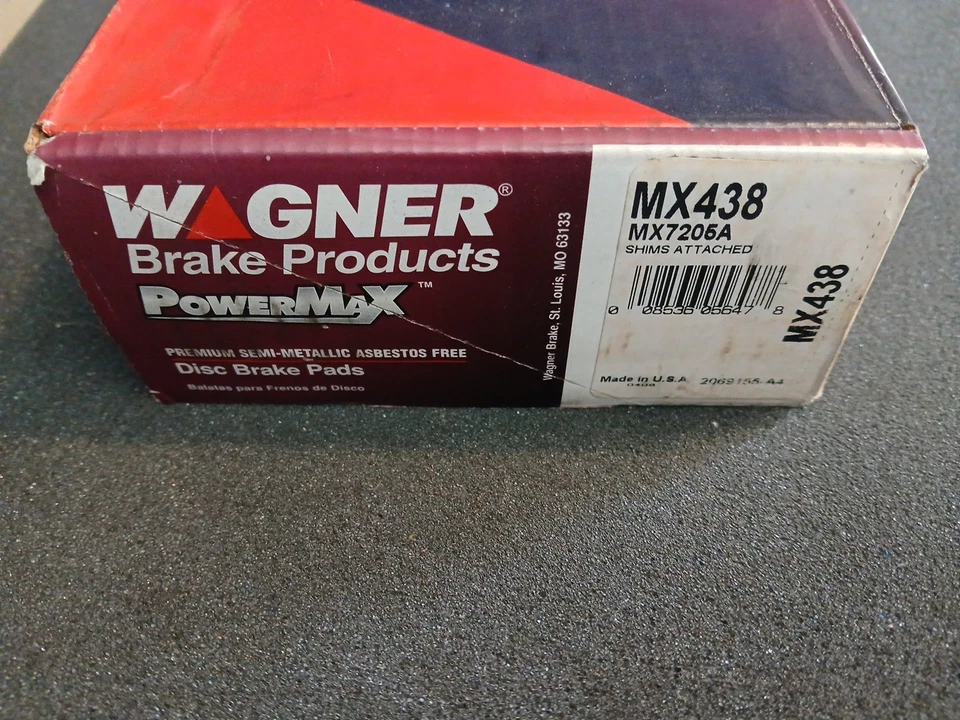 WAGNER®
Brake Products
POWERMAX™
PREMIUM SEMI-METALLIC ASBESTOS FREE
Disc Brake Pads
Balatas para Frenos de Disco
Wagner Brake, St. Louis, MO 63133
MX438
MX7205A
SHIMS ATTACHED
0 08536 05647 8
MX438
Made in U.S.A. 2069155-A4